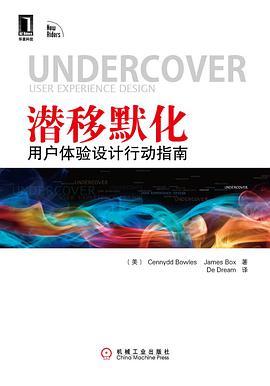 华章科技
New Riders
UNDERCOVER
USER EXPERIENCE DESIGN
潜移默化
用户体验设计行动指南
UNDERCOVER UNDERCOVER
UNDERCOVER
（美） Cennydd Bowles James Box 著
De Dream 译
机械工业出版社
China Machine Press